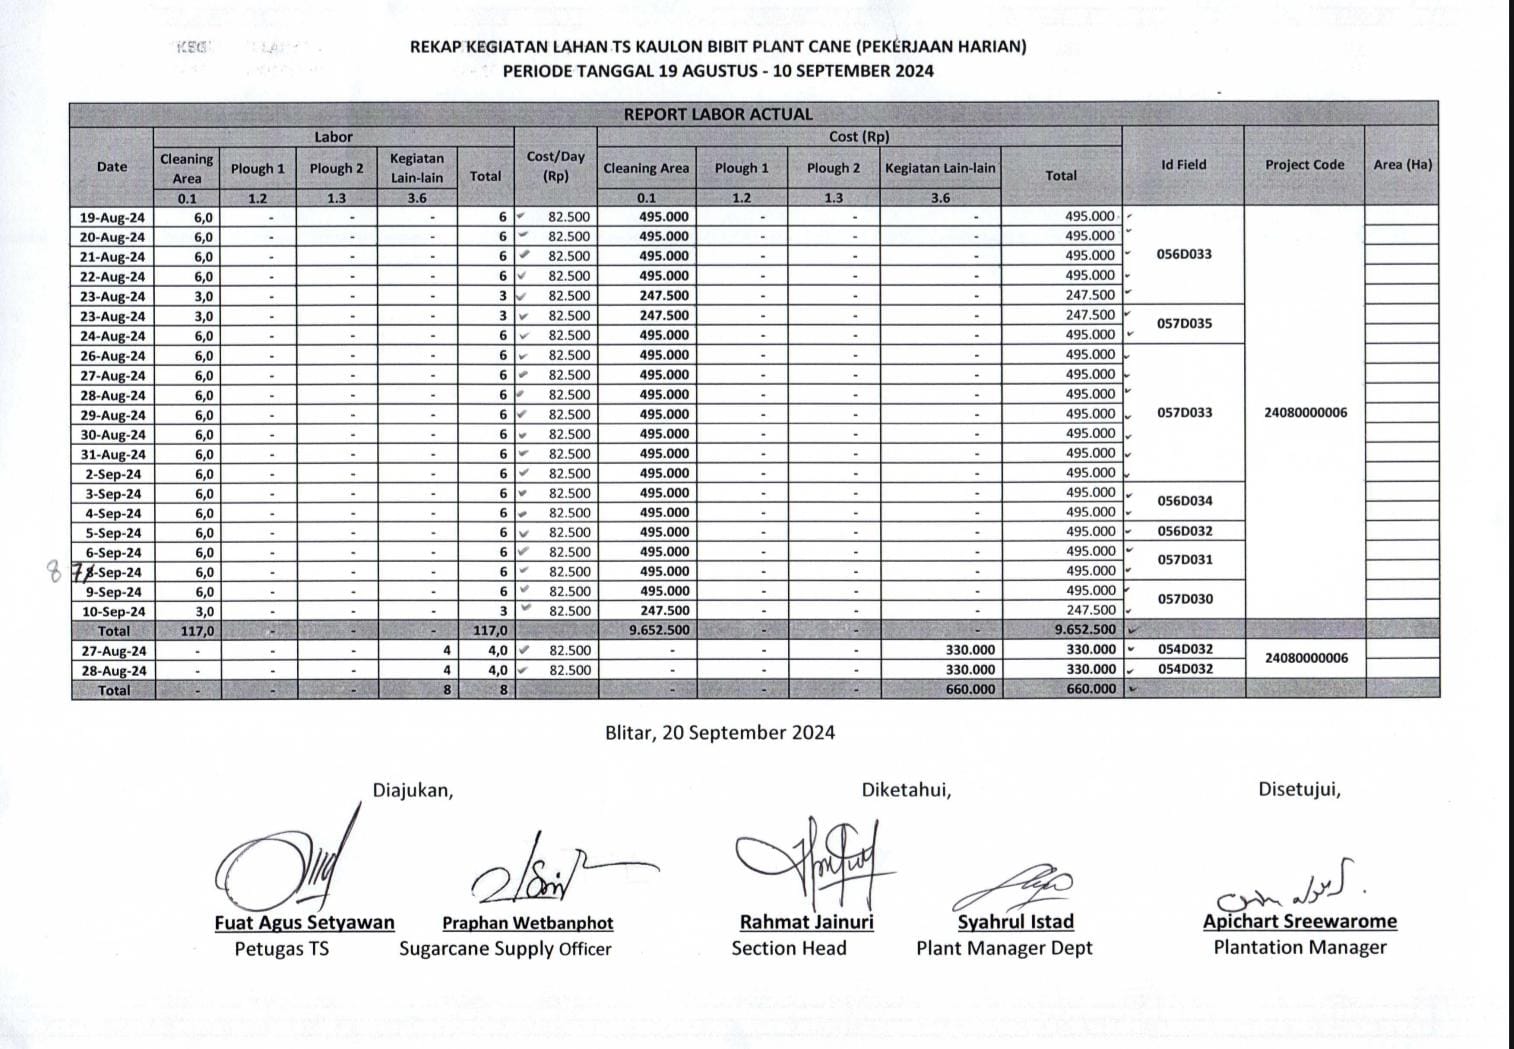 REKAP KEGIATAN LAHAN TS KAULON BIBIT PLANT CANE (PEKERJAAN HARIAN)
PERIODE TANGGAL 19 AGUSTUS - 10 SEPTEMBER 2024
REPORT LABOR ACTUAL
Date Labor Cost/Day (Rp) Cost (Rp) Id Field Project Code Area (Ha)
Cleaning Area Plough 1 Plough 2 Kegiatan Lain-lain Total Cleaning Area Plough 1 Plough 2 Kegiatan Lain-lain Total
0.1 1.2 1.3 3.6 0.1 1.2 1.3 3.6
19-Aug-24 6,0 - - - 6 82.500 495.000 - - - 495.000
20-Aug-24 6,0 - - - 6 82.500 495.000 - - - 495.000
21-Aug-24 6,0 - - - 6 82.500 495.000 - - - 495.000 056D033
22-Aug-24 6,0 - - - 6 82.500 495.000 - - - 495.000
23-Aug-24 3,0 - - - 3 82.500 247.500 - - - 247.500
23-Aug-24 3,0 - - - 3 82.500 247.500 - - - 247.500 057D035
24-Aug-24 6,0 - - - 6 82.500 495.000 - - - 495.000
26-Aug-24 6,0 - - - 6 82.500 495.000 - - - 495.000
27-Aug-24 6,0 - - - 6 82.500 495.000 - - - 495.000
28-Aug-24 6,0 - - - 6 82.500 495.000 - - - 495.000
29-Aug-24 6,0 - - - 6 82.500 495.000 - - - 495.000 057D033 24080000006
30-Aug-24 6,0 - - - 6 82.500 495.000 - - - 495.000
31-Aug-24 6,0 - - - 6 82.500 495.000 - - - 495.000
2-Sep-24 6,0 - - - 6 82.500 495.000 - - - 495.000
3-Sep-24 6,0 - - - 6 82.500 495.000 - - - 495.000 056D034
4-Sep-24 6,0 - - - 6 82.500 495.000 - - - 495.000
5-Sep-24 6,0 - - - 6 82.500 495.000 - - - 495.000 056D032
6-Sep-24 6,0 - - - 6 82.500 495.000 - - - 495.000 057D031
8 7 8-Sep-24 6,0 - - - 6 82.500 495.000 - - - 495.000
9-Sep-24 6,0 - - - 6 82.500 495.000 - - - 495.000 057D030
10-Sep-24 3,0 - - - 3 82.500 247.500 - - - 247.500
Total 117,0 - - - 117,0 9.652.500 - - - 9.652.500
27-Aug-24 - - - 4 4,0 82.500 - - - 330.000 330.000 054D032 24080000006
28-Aug-24 - - - 4 4,0 82.500 - - - 330.000 330.000 054D032
Total - - - 8 8 - - - 660.000 660.000
Blitar, 20 September 2024
Diajukan, Diketahui, Disetujui,
Fuat Agus Setyawan Praphan Wetbanphot Rahmat Jainuri Syahrul Istad Apichart Sreewarome
Petugas TS Sugarcane Supply Officer Section Head Plant Manager Dept Plantation Manager